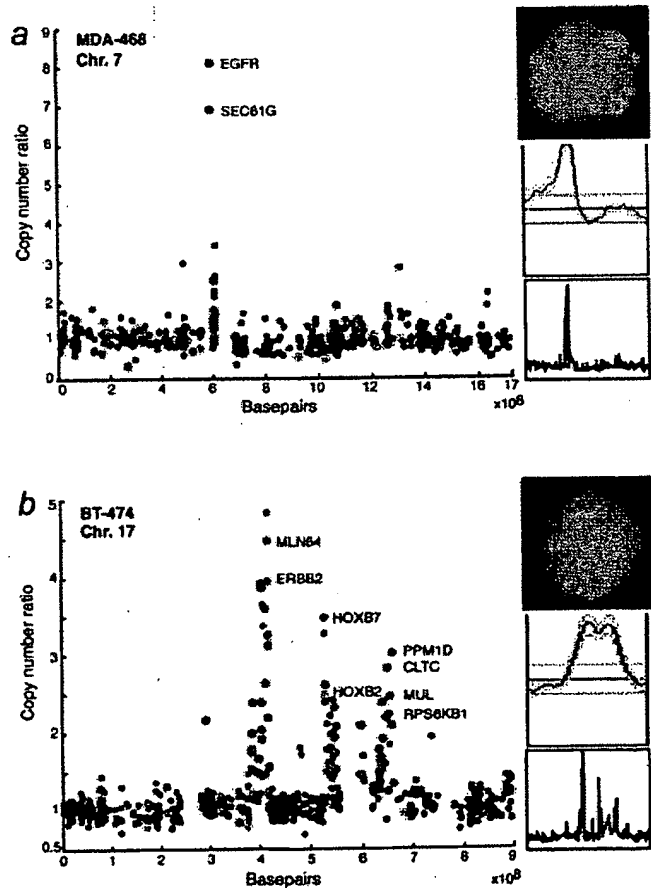 a
MDA-468
Chr. 7
Copy number ratio
9
8
7
6
5
4
3
2
1
0
EGFR
SEC61G
0 2 4 6 8 10 12 14 16 17
Basepairs
b
BT-474
Chr. 17
Copy number ratio
5
4
3
2
1
0.5
MLN64
ERBB2
HOXB7
PPM1D
CLTC
HOXB2
MUL
RPS6KB1
0 1 2 3 4 5 6 7 8 9
Basepairs